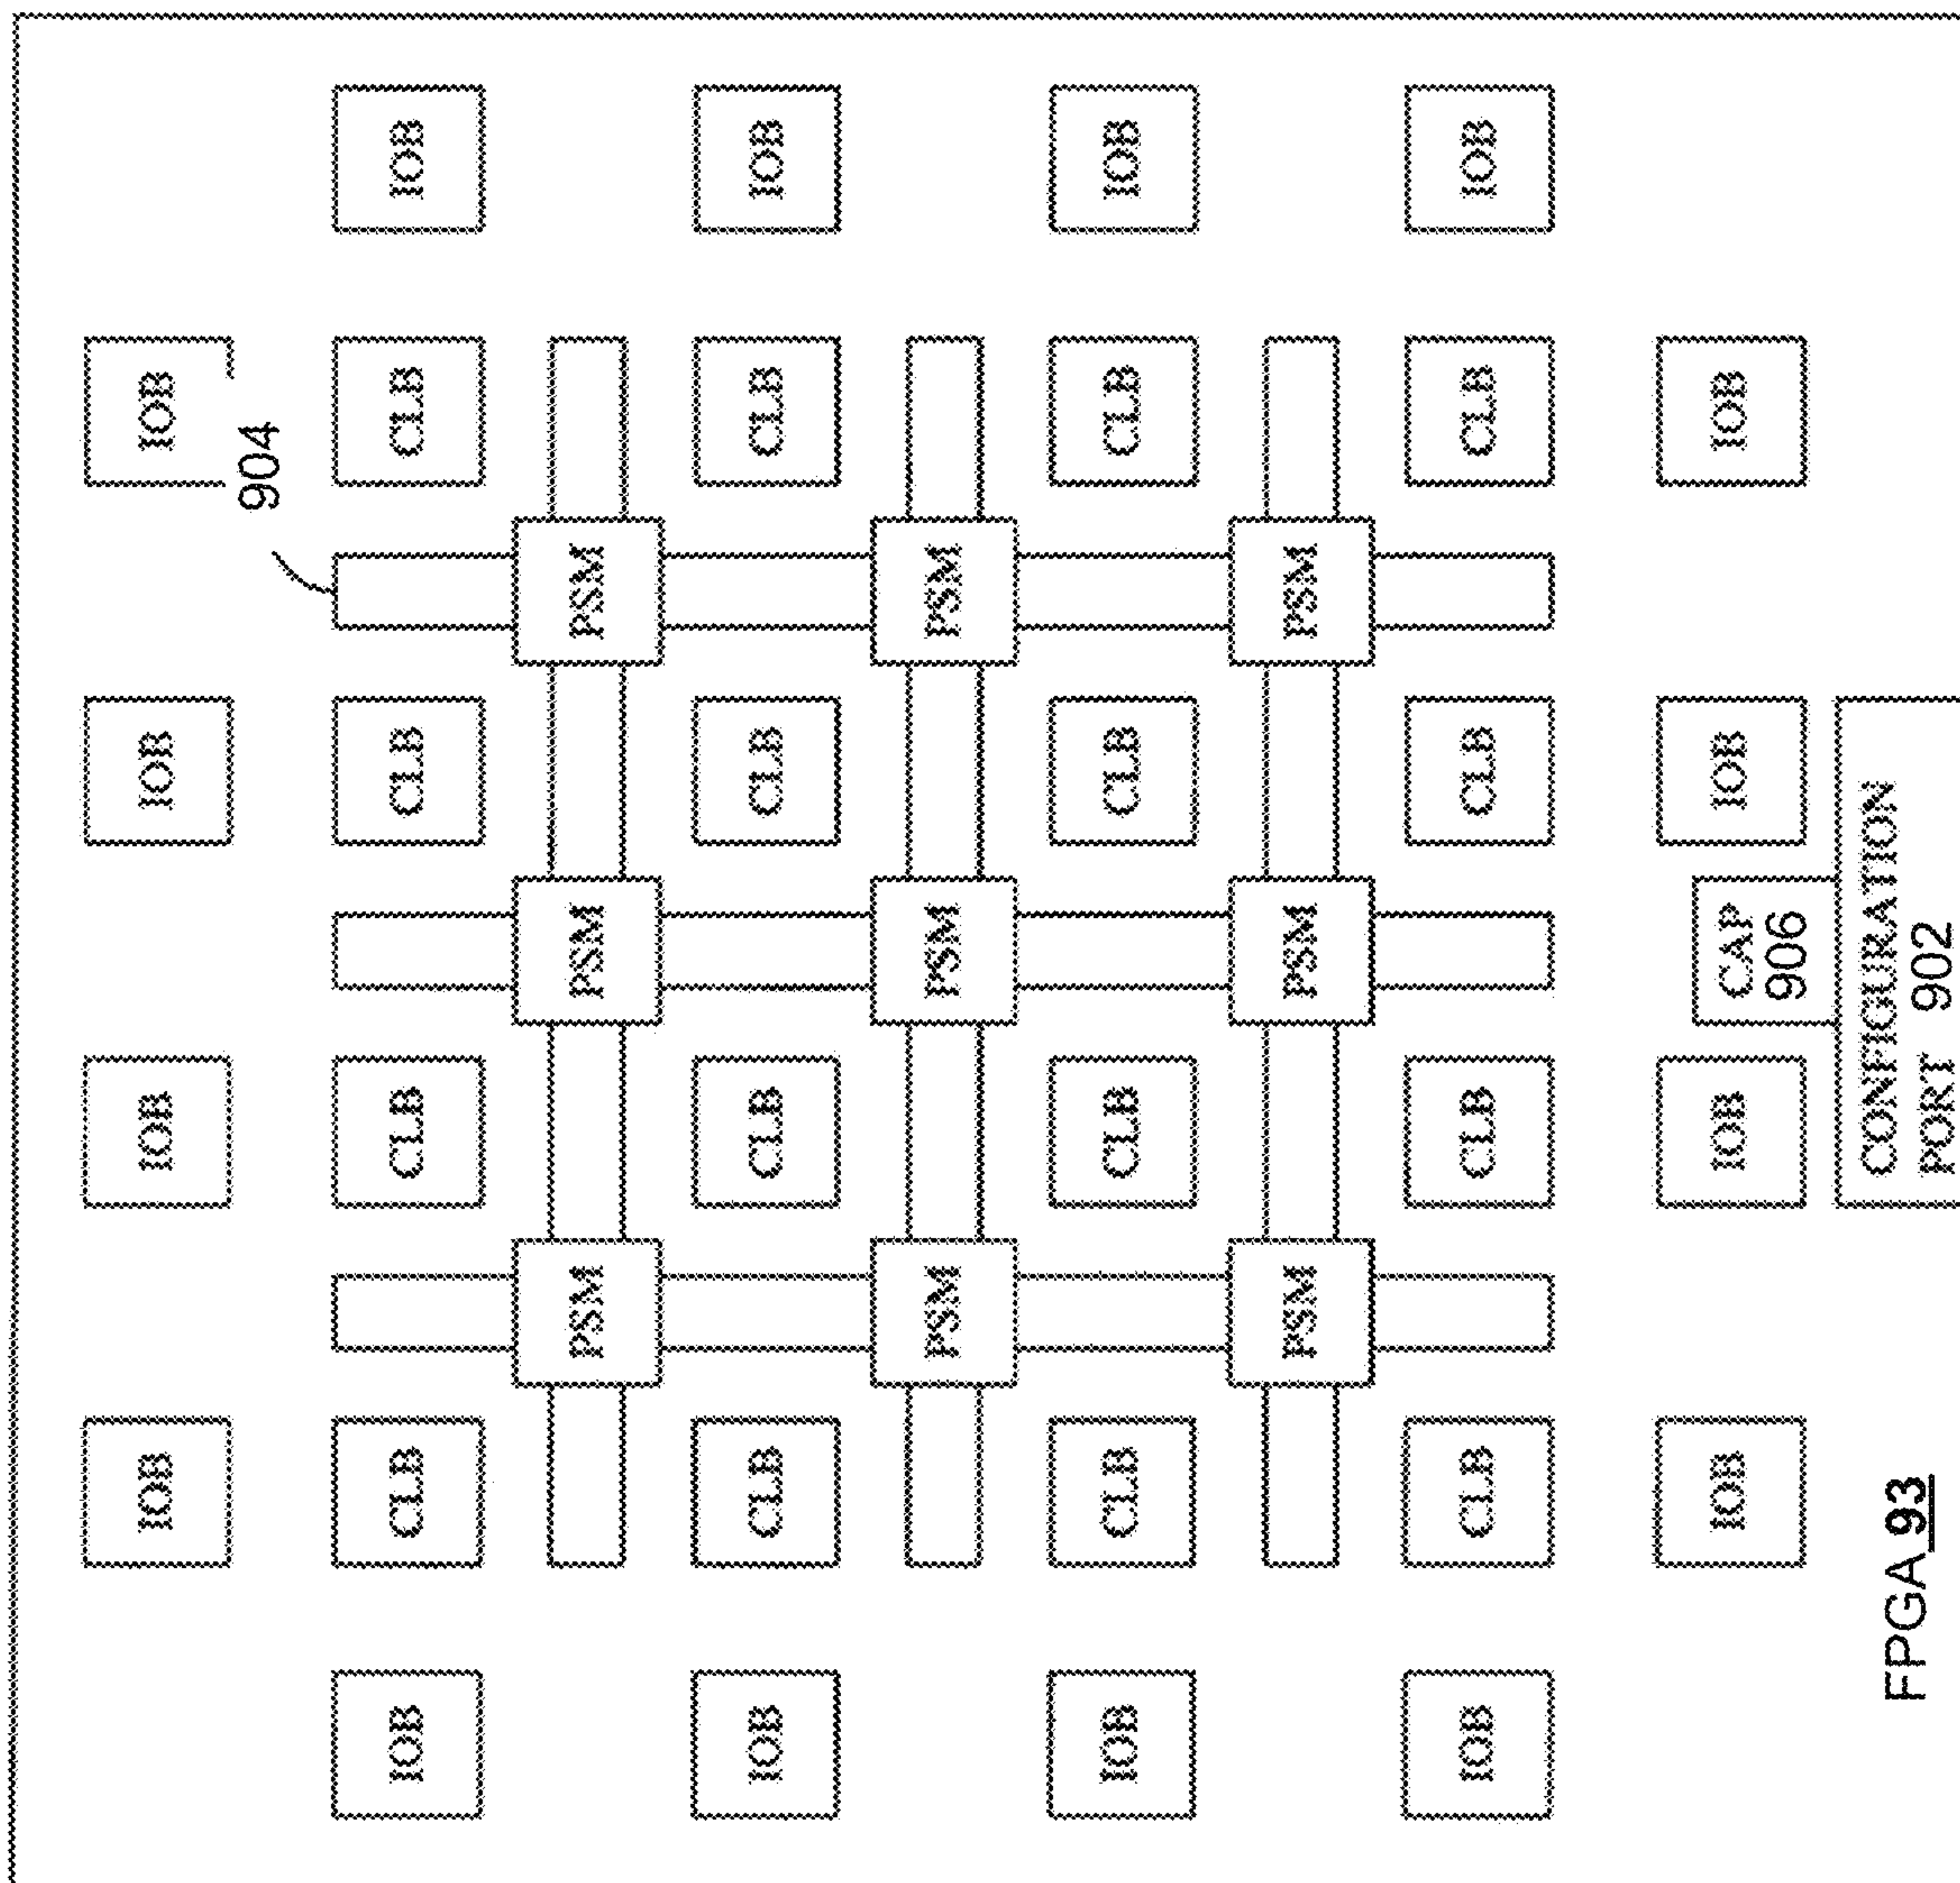 IOB IOB IOB IOB
904
IOB CLB CLB CLB CLB IOB
PSM PSM PSM
IOB CLB CLB CLB CLB IOB
PSM PSM PSM
IOB CLB CLB CLB CLB IOB
PSM PSM PSM
IOB CLB CLB CLB CLB IOB
IOB IOB CAP IOB IOB
906
CONFIGURATION
PORT 902
FPGA 93